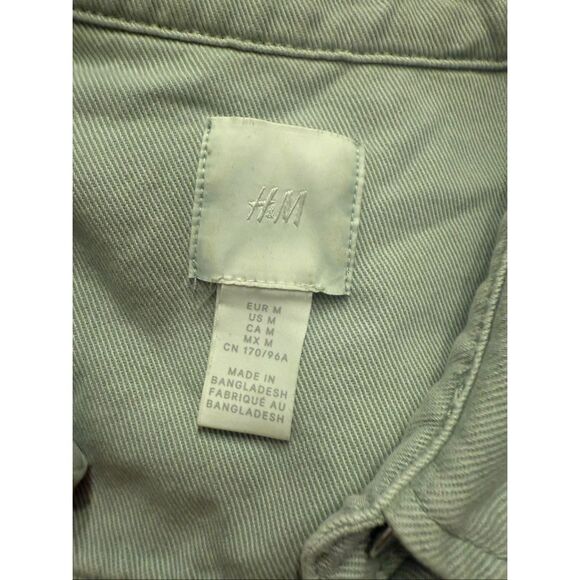 H&M
EUR M
US M
CA M
MX M
CN 170/96A
MADE IN
BANGLADESH
FABRIQUÉ AU
BANGLADESH